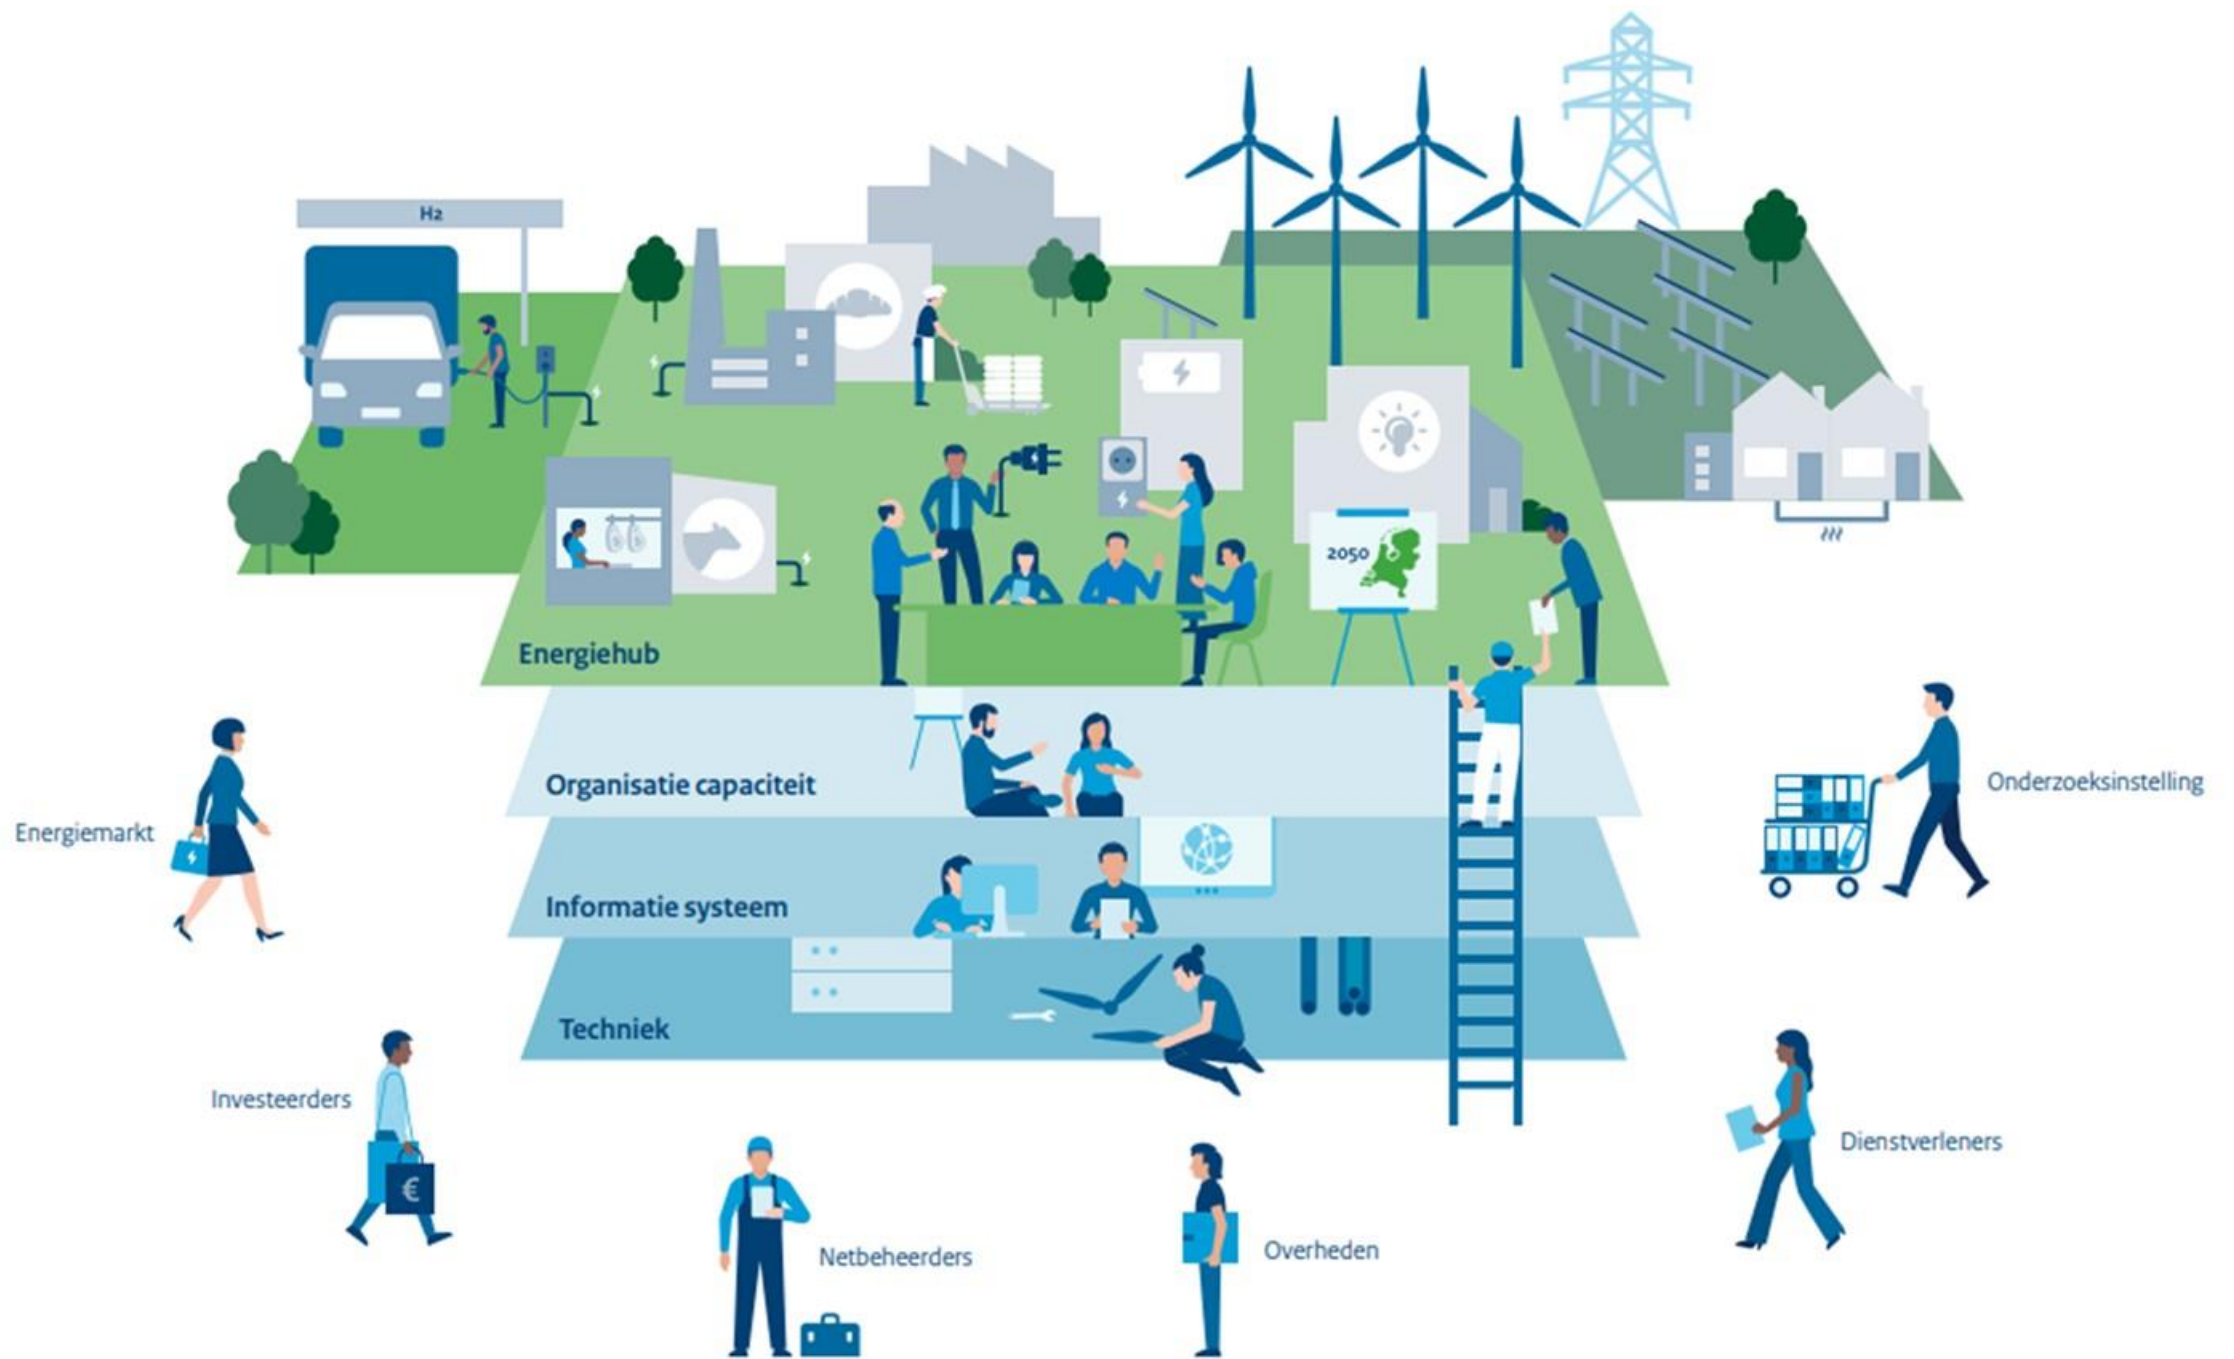 H2
2050
Energiehub
Organisatie capaciteit
Onderzoeksinstelling
Energiemarkt
Informatie systeem
Techniek
Investeerders
€
Dienstverleners
Netbeheerders
Overheden